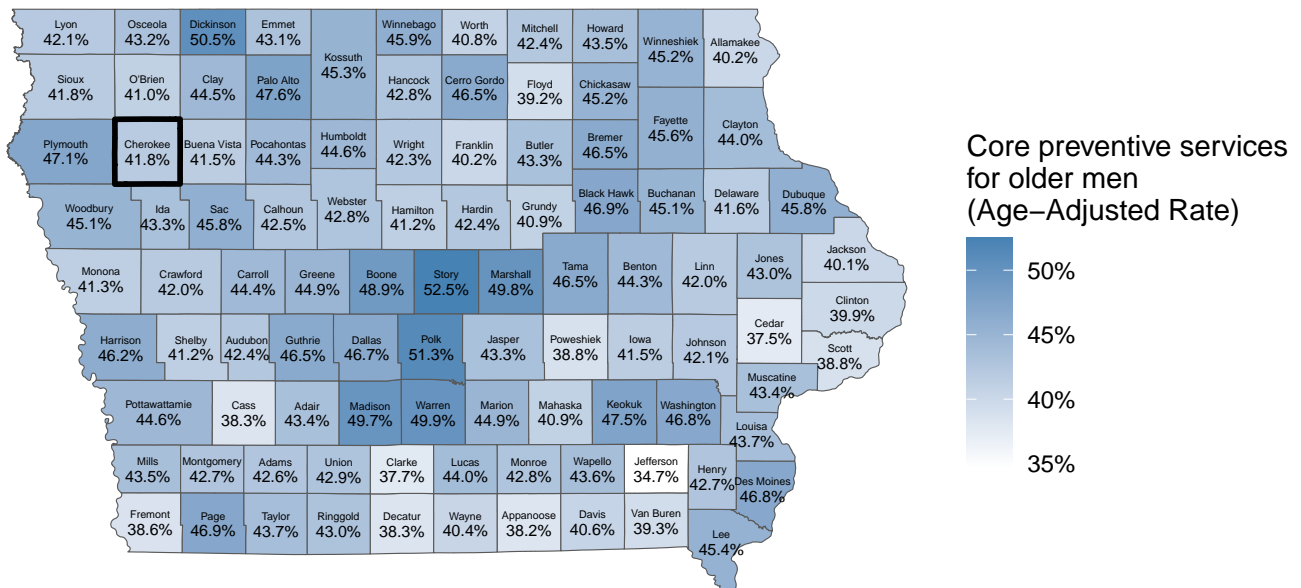 Lyon
42.1%
Osceola
43.2%
Dickinson
50.5%
Emmet
43.1%
Kossuth
45.3%
Winnebago
45.9%
Worth
40.8%
Mitchell
42.4%
Howard
43.5%
Winneshiek
45.2%
Allamakee
40.2%
Sioux
41.8%
O'Brien
41.0%
Clay
44.5%
Palo Alto
47.6%
Hancock
42.8%
Cerro Gordo
46.5%
Floyd
39.2%
Chickasaw
45.2%
Fayette
45.6%
Clayton
44.0%
Plymouth
47.1%
Cherokee
41.8%
Buena Vista
41.5%
Pocahontas
44.3%
Humboldt
44.6%
Wright
42.3%
Franklin
40.2%
Butler
43.3%
Bremer
46.5%
Woodbury
45.1%
Ida
43.3%
Sac
45.8%
Calhoun
42.5%
Webster
42.8%
Hamilton
41.2%
Hardin
42.4%
Grundy
40.9%
Black Hawk
46.9%
Buchanan
45.1%
Delaware
41.6%
Dubuque
45.8%
Monona
41.3%
Crawford
42.0%
Carroll
44.4%
Greene
44.9%
Boone
48.9%
Story
52.5%
Marshall
49.8%
Tama
46.5%
Benton
44.3%
Linn
42.0%
Jones
43.0%
Jackson
40.1%
Clinton
39.9%
Harrison
46.2%
Shelby
41.2%
Audubon
42.4%
Guthrie
46.5%
Dallas
46.7%
Polk
51.3%
Jasper
43.3%
Poweshiek
38.8%
Iowa
41.5%
Johnson
42.1%
Cedar
37.5%
Scott
38.8%
Muscatine
43.4%
Pottawattamie
44.6%
Cass
38.3%
Adair
43.4%
Madison
49.7%
Warren
49.9%
Marion
44.9%
Mahaska
40.9%
Keokuk
47.5%
Washington
46.8%
Louisa
43.7%
Mills
43.5%
Montgomery
42.7%
Adams
42.6%
Union
42.9%
Clarke
37.7%
Lucas
44.0%
Monroe
42.8%
Wapello
43.6%
Jefferson
34.7%
Henry
42.7%
Des Moines
46.8%
Fremont
38.6%
Page
46.9%
Taylor
43.7%
Ringgold
43.0%
Decatur
38.3%
Wayne
40.4%
Appanoose
38.2%
Davis
40.6%
Van Buren
39.3%
Lee
45.4%
Core preventive services
for older men
(Age−Adjusted Rate)
50%
45%
40%
35%